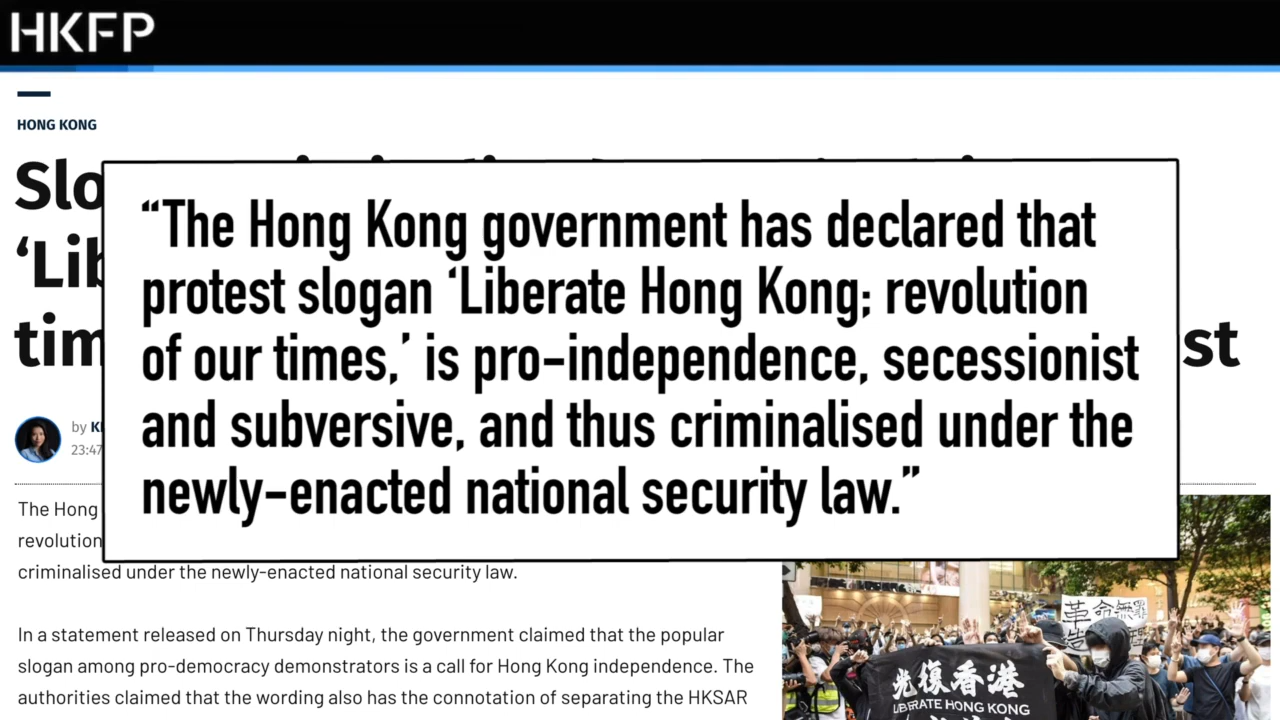 HKFP
HONG KONG
Slo
‘Lib
tim
st
“The Hong Kong government has declared that
protest slogan ‘Liberate Hong Kong; revolution
of our times,’ is pro-independence, secessionist
and subversive, and thus criminalised under the
newly-enacted national security law.”
by K
23:47
The Hong
revolution
criminalised under the newly-enacted national security law.
In a statement released on Thursday night, the government claimed that the popular
slogan among pro-democracy demonstrators is a call for Hong Kong independence. The
authorities claimed that the wording also has the connotation of separating the HKSAR
革命無罪
光復香港
LIBERATE HONG KONG